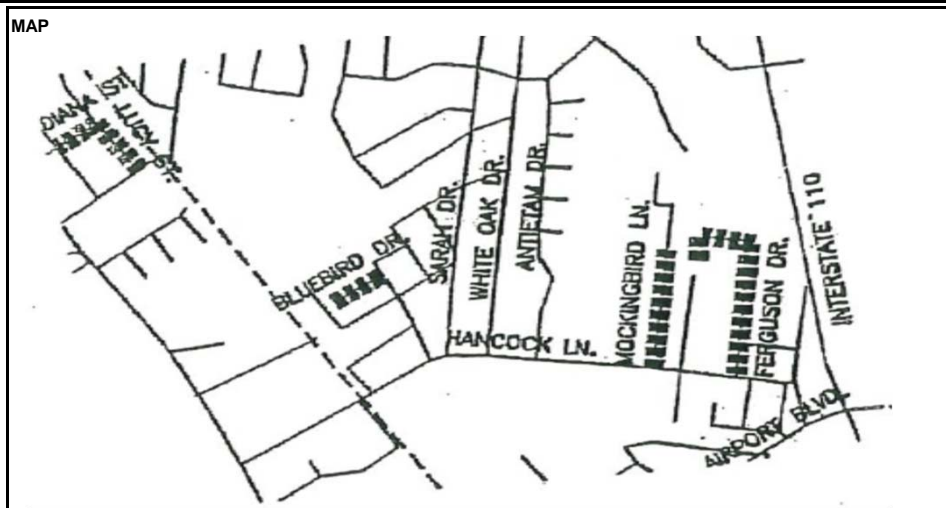 MAP
DIANA ST.
LUCY ST.
BLUEBIRD DR.
SARAH DR.
WHITE OAK DR.
ANTIETAM DR.
MOCKINGBIRD LN.
FERGUSON DR.
INTERSTATE-110
HANCOCK LN.
AIRPORT BLVD.